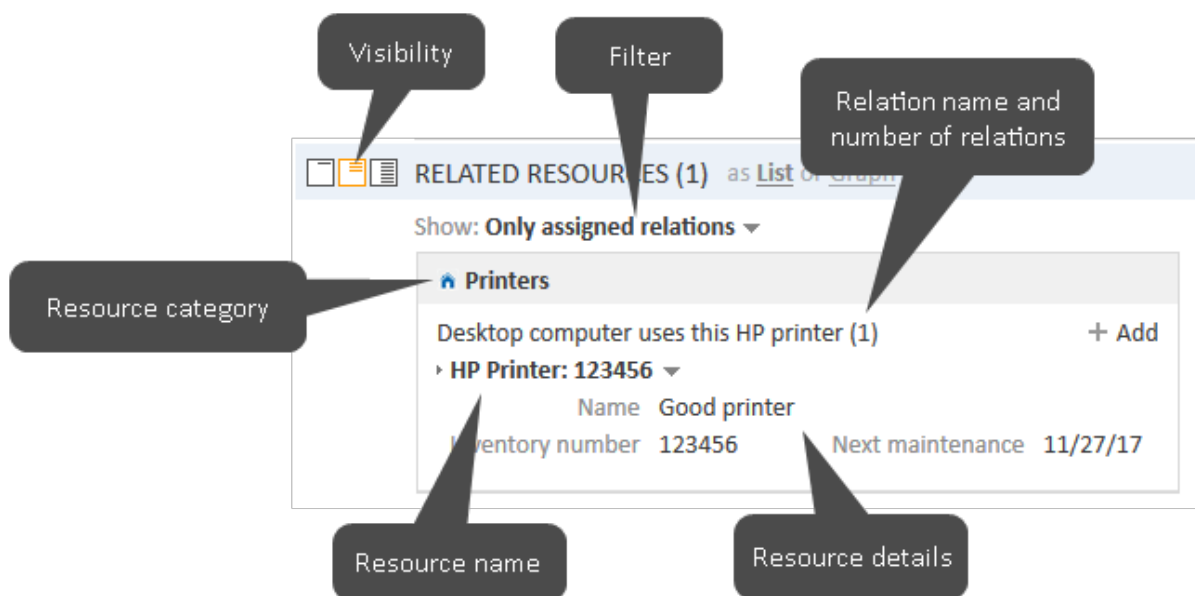 Visibility
Filter
Relation name and
number of relations
RELATED RESOURCES (1) as List or Graph
Show: Only assigned relations
Resource category
Printers
Desktop computer uses this HP printer (1) + Add
HP Printer: 123456
Name Good printer
Inventory number 123456 Next maintenance 11/27/17
Resource name
Resource details